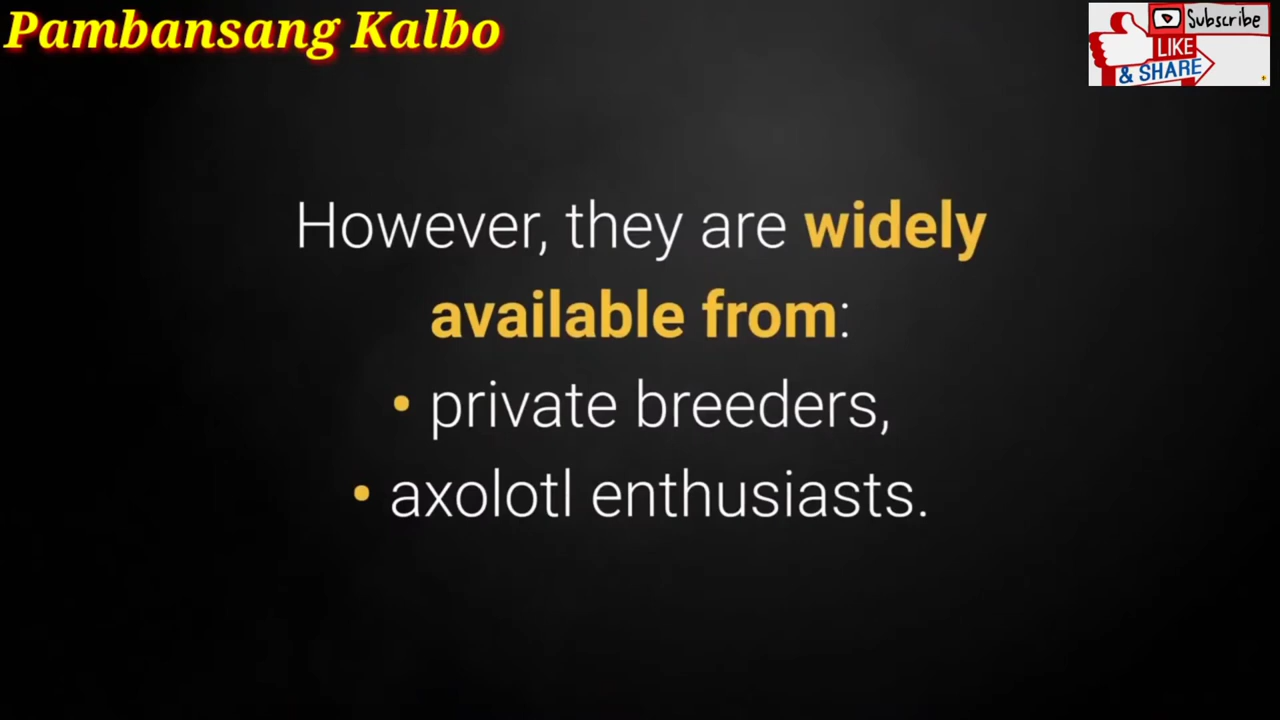 Pambansang Kalbo
Subscribe
LIKE
& SHARE
However, they are widely
available from:
• private breeders,
• axolotl enthusiasts.